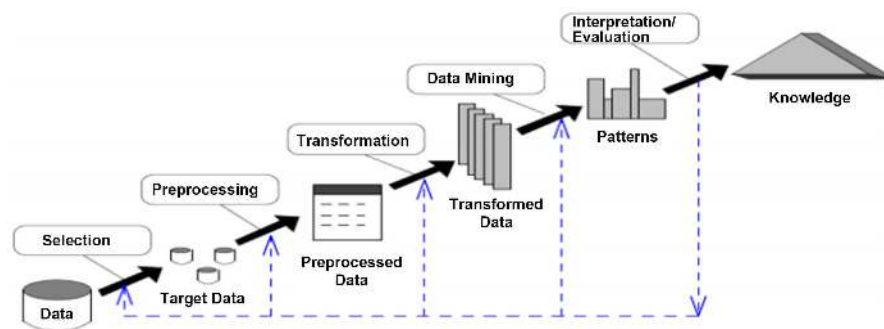 Interpretation/
Evaluation
Data Mining
Knowledge
Transformation
Patterns
Preprocessing
Transformed
Data
Selection
Preprocessed
Data
Target Data
Data